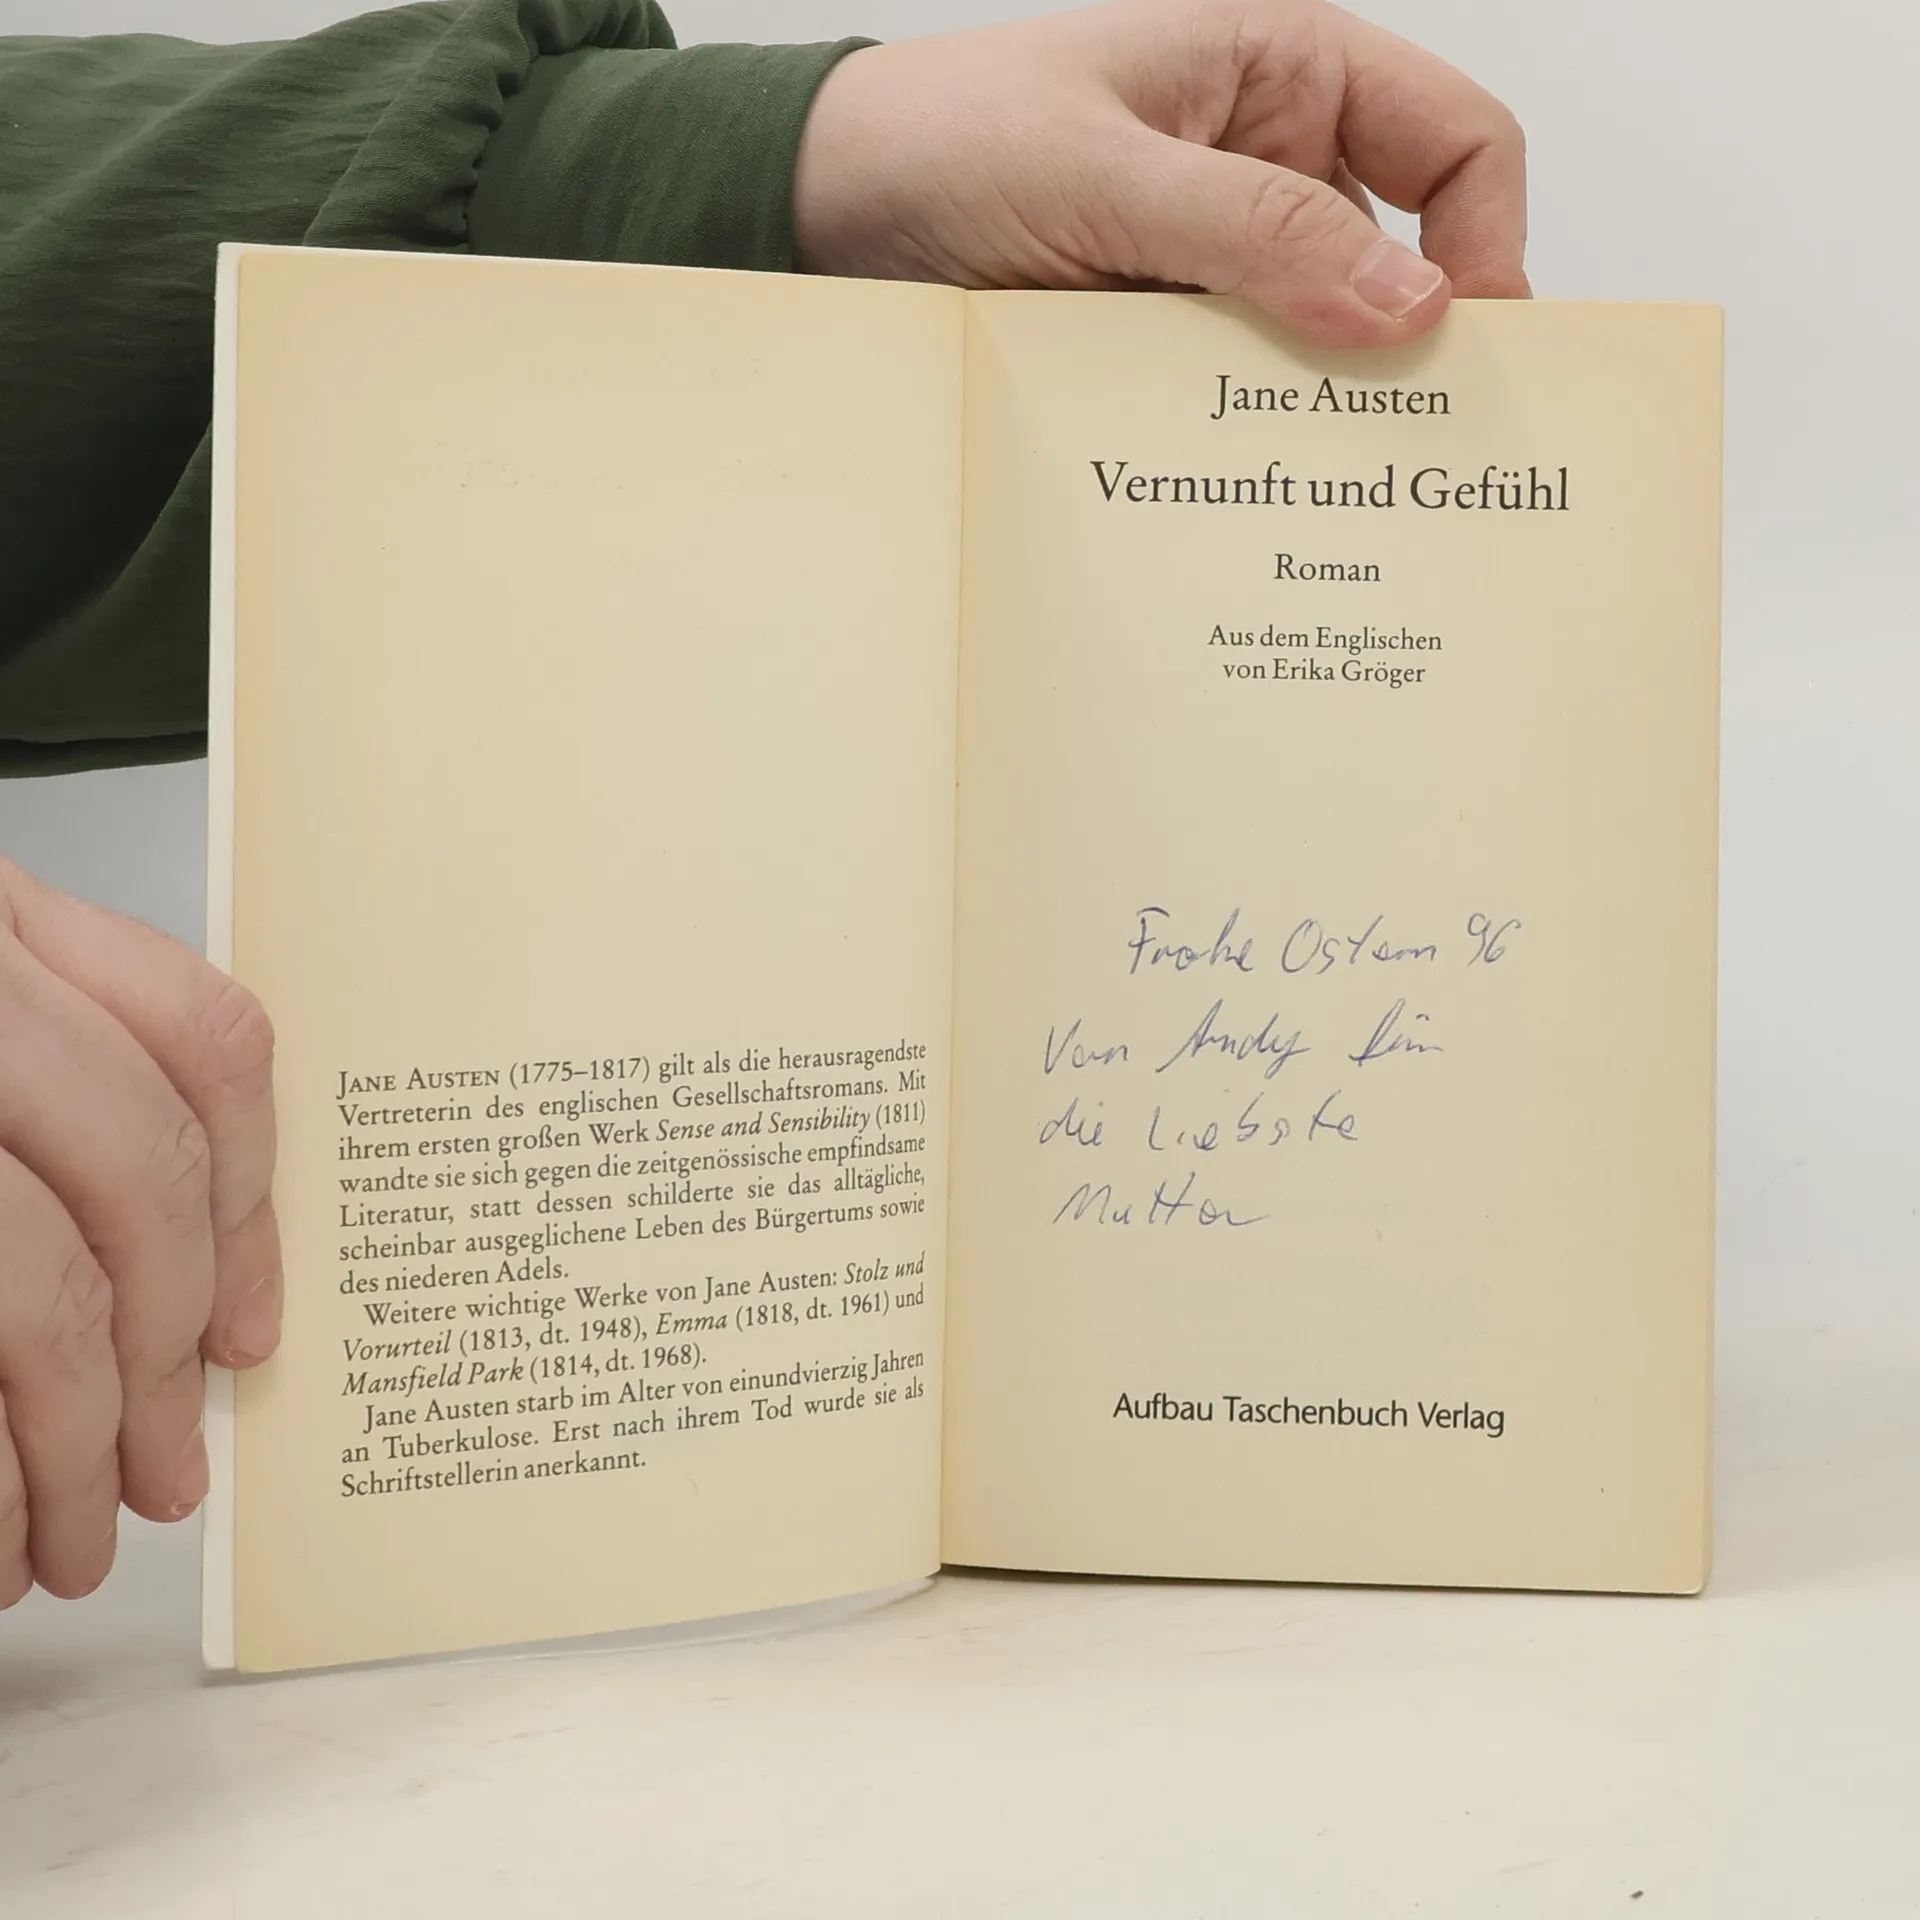 JANE AUSTEN (1775–1817) gilt als die herausragendste
Vertreterin des englischen Gesellschaftsromans. Mit
ihrem ersten großen Werk Sense and Sensibility (1811)
wandte sie sich gegen die zeitgenössische empfindsame
Literatur, statt dessen schilderte sie das alltägliche,
scheinbar ausgeglichene Leben des Bürgertums sowie
des niederen Adels.
Weitere wichtige Werke von Jane Austen: Stolz und
Vorurteil (1813, dt. 1948), Emma (1818, dt. 1961) und
Mansfield Park (1814, dt. 1968).
Jane Austen starb im Alter von einundvierzig Jahren
an Tuberkulose. Erst nach ihrem Tod wurde sie als
Schriftstellerin anerkannt.
Jane Austen
Vernunft und Gefühl
Roman
Aus dem Englischen
von Erika Gröger
Frohe Ostern 96
Von Andy für
die Liebste
Mutter
Aufbau Taschenbuch Verlag